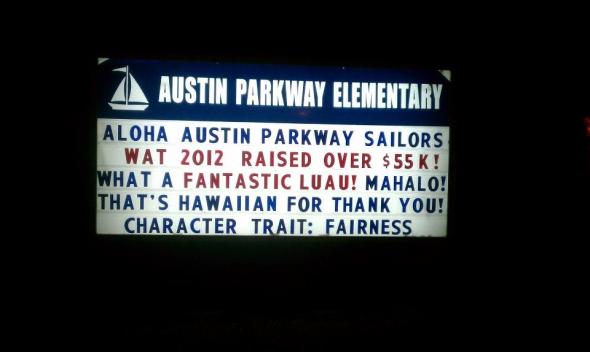 AUSTIN PARKWAY ELEMENTARY
ALOHA AUSTIN PARKWAY SAILORS
WAT 2012 RAISED OVER $55K!
WHAT A FANTASTIC LUAU! MAHALO!
THAT'S HAWAIIAN FOR THANK YOU!
CHARACTER TRAIT: FAIRNESS